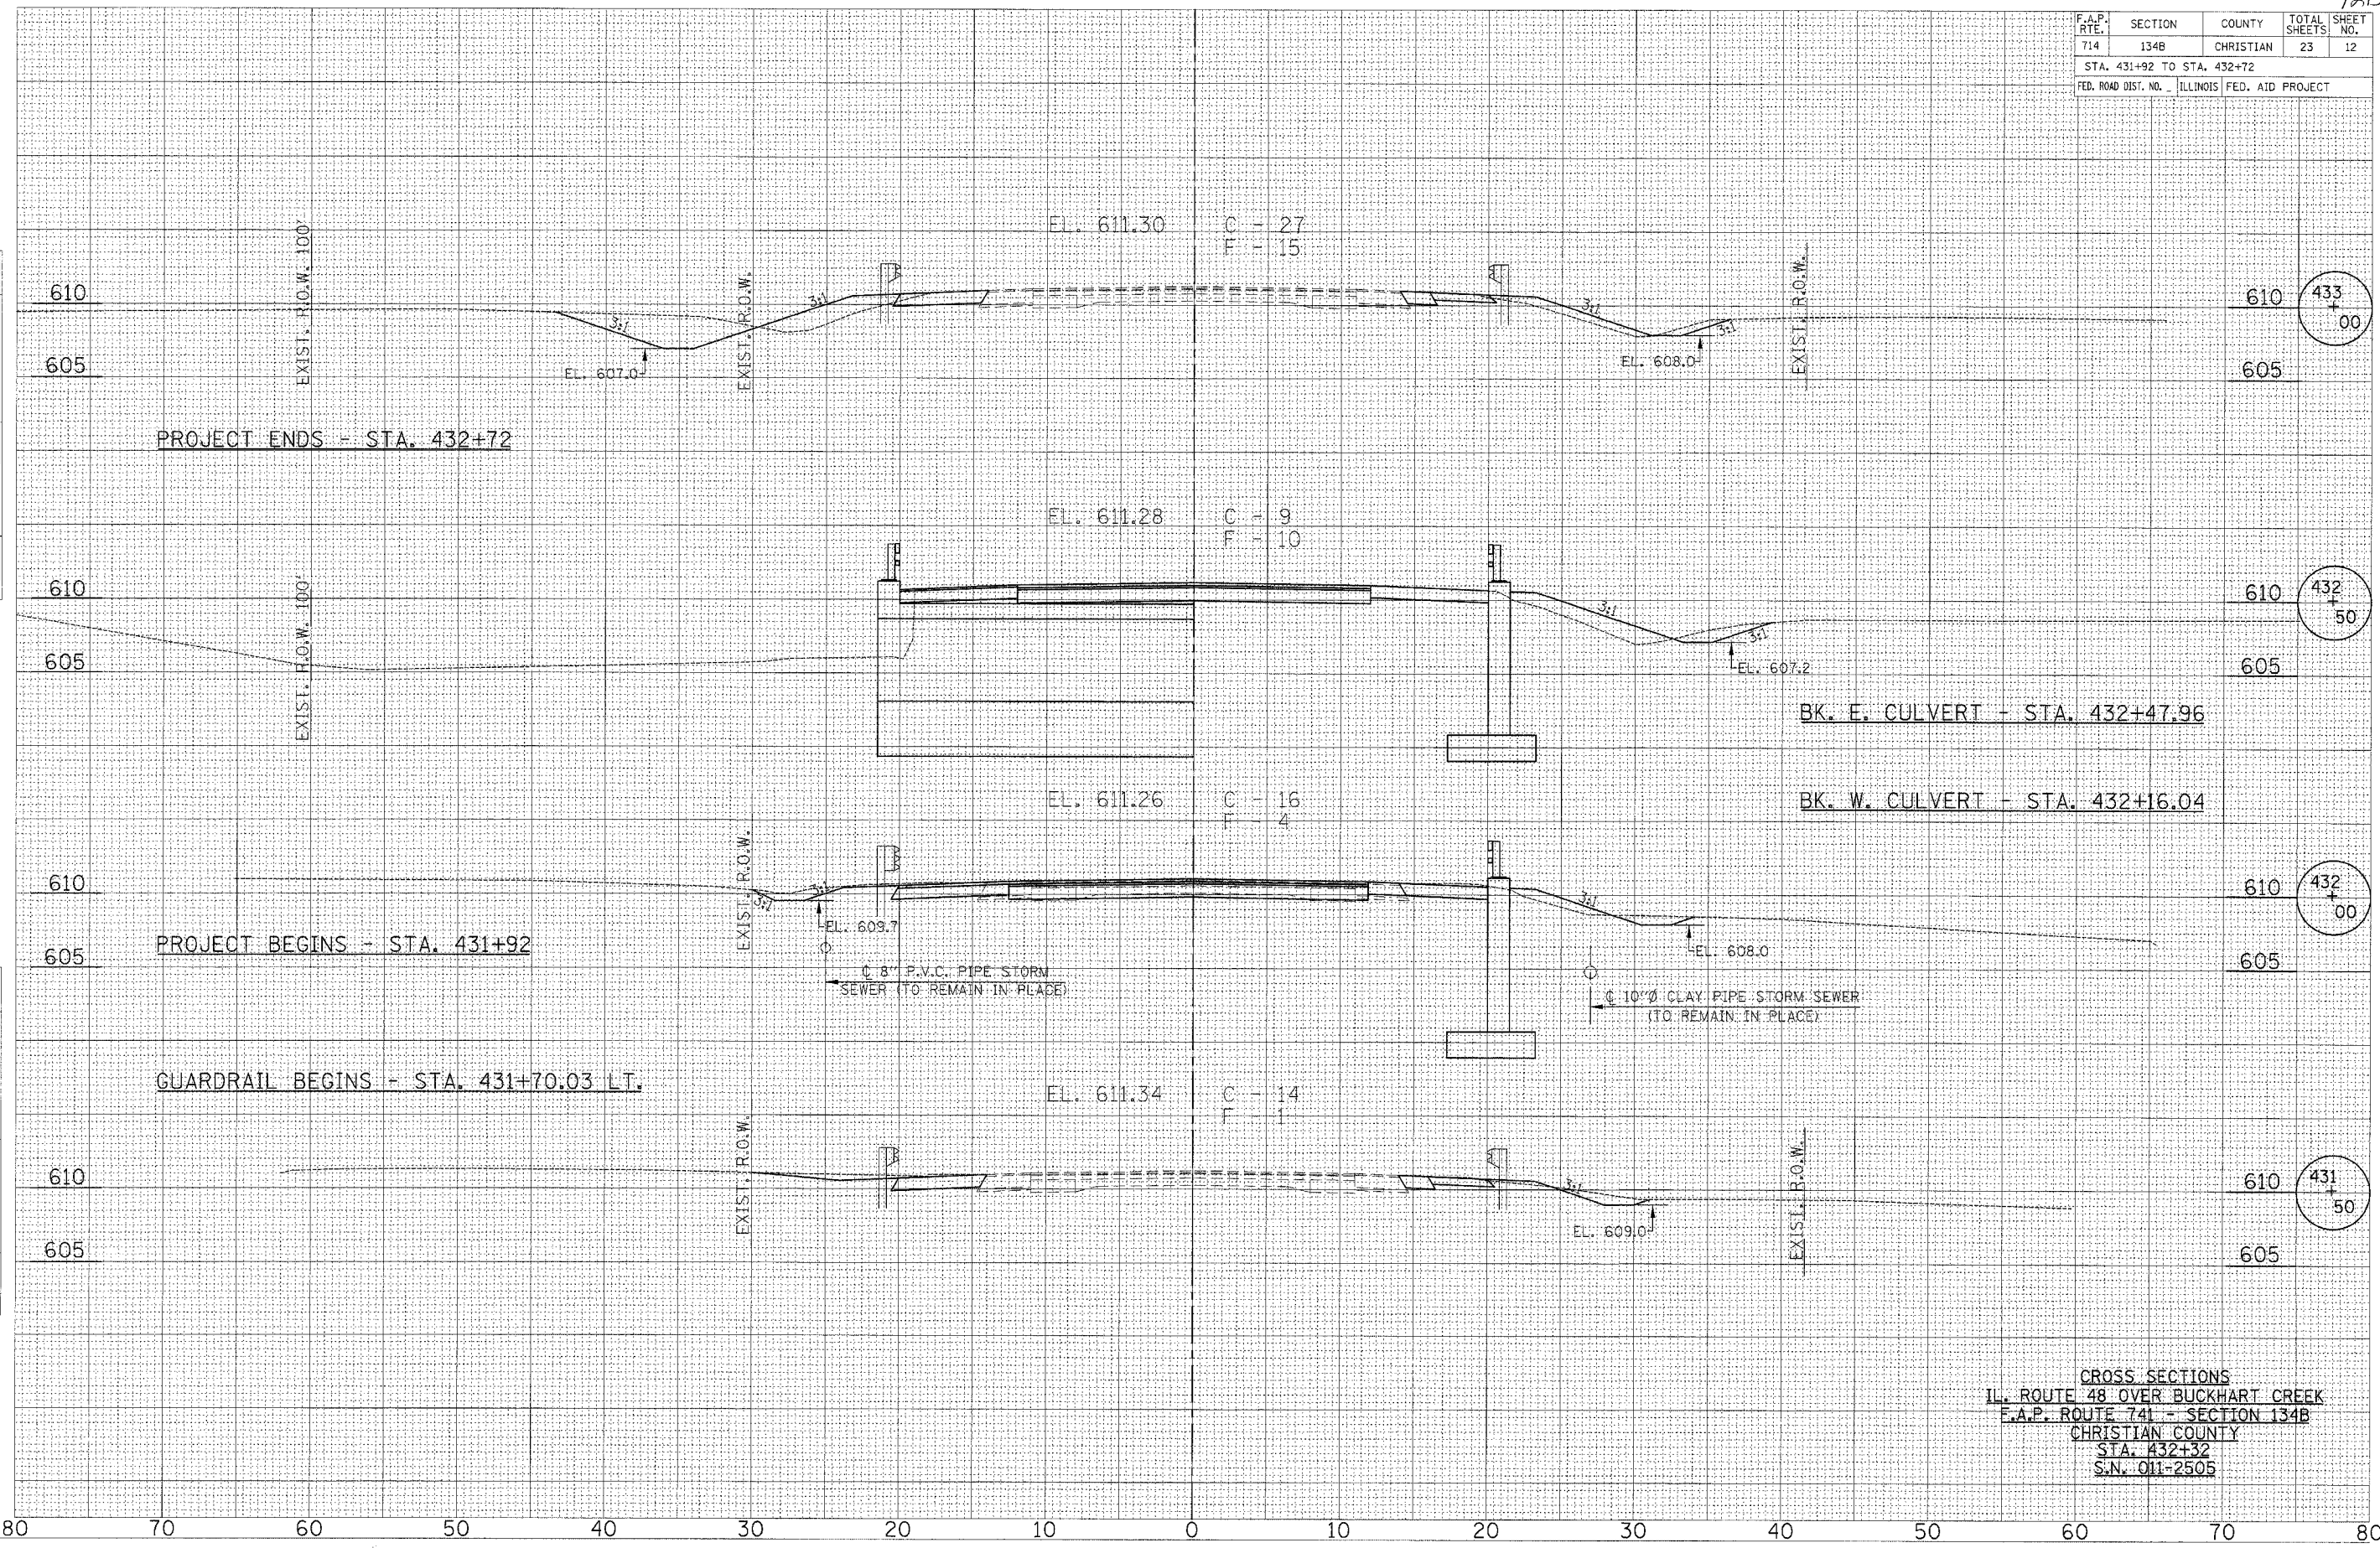 F.A.P. RTE. SECTION COUNTY TOTAL SHEETS SHEET NO.
714 134B CHRISTIAN 23 12
STA. 431+92 TO STA. 432+72
FED. ROAD DIST. NO. _ ILLINOIS FED. AID PROJECT
EL. 611.30 C - 27
F - 15
EXIST. R.O.W. 100'
EXIST. R.O.W.
EXIST. R.O.W.
610
3:1
3:1
3:1
3:1
610
433
+
00
605
EL. 607.0
EL. 608.0
605
PROJECT ENDS - STA. 432+72
EL. 611.28 C - 9
F - 10
EXIST. R.O.W. 100'
610
3:1
3:1
610
432
+
50
605
EL. 607.2
605
BK. E. CULVERT - STA. 432+47.96
EL. 611.26 C - 16
F - 4
BK. W. CULVERT - STA. 432+16.04
EXIST. R.O.W.
610
3:1
3:1
3:1
610
432
+
00
EL. 609.7
EL. 608.0
PROJECT BEGINS - STA. 431+92
605
605
℄ 8" P.V.C. PIPE STORM
SEWER (TO REMAIN IN PLACE)
℄ 10"Ø CLAY PIPE STORM SEWER
(TO REMAIN IN PLACE)
GUARDRAIL BEGINS - STA. 431+70.03 LT.
EL. 611.34 C - 14
F - 1
EXIST. R.O.W.
EXIST. R.O.W.
610
3:1
610
431
+
50
EL. 609.0
605
605
CROSS SECTIONS
IL. ROUTE 48 OVER BUCKHART CREEK
F.A.P. ROUTE 741 - SECTION 134B
CHRISTIAN COUNTY
STA. 432+32
S.N. 011-2505
80 70 60 50 40 30 20 10 0 10 20 30 40 50 60 70 80